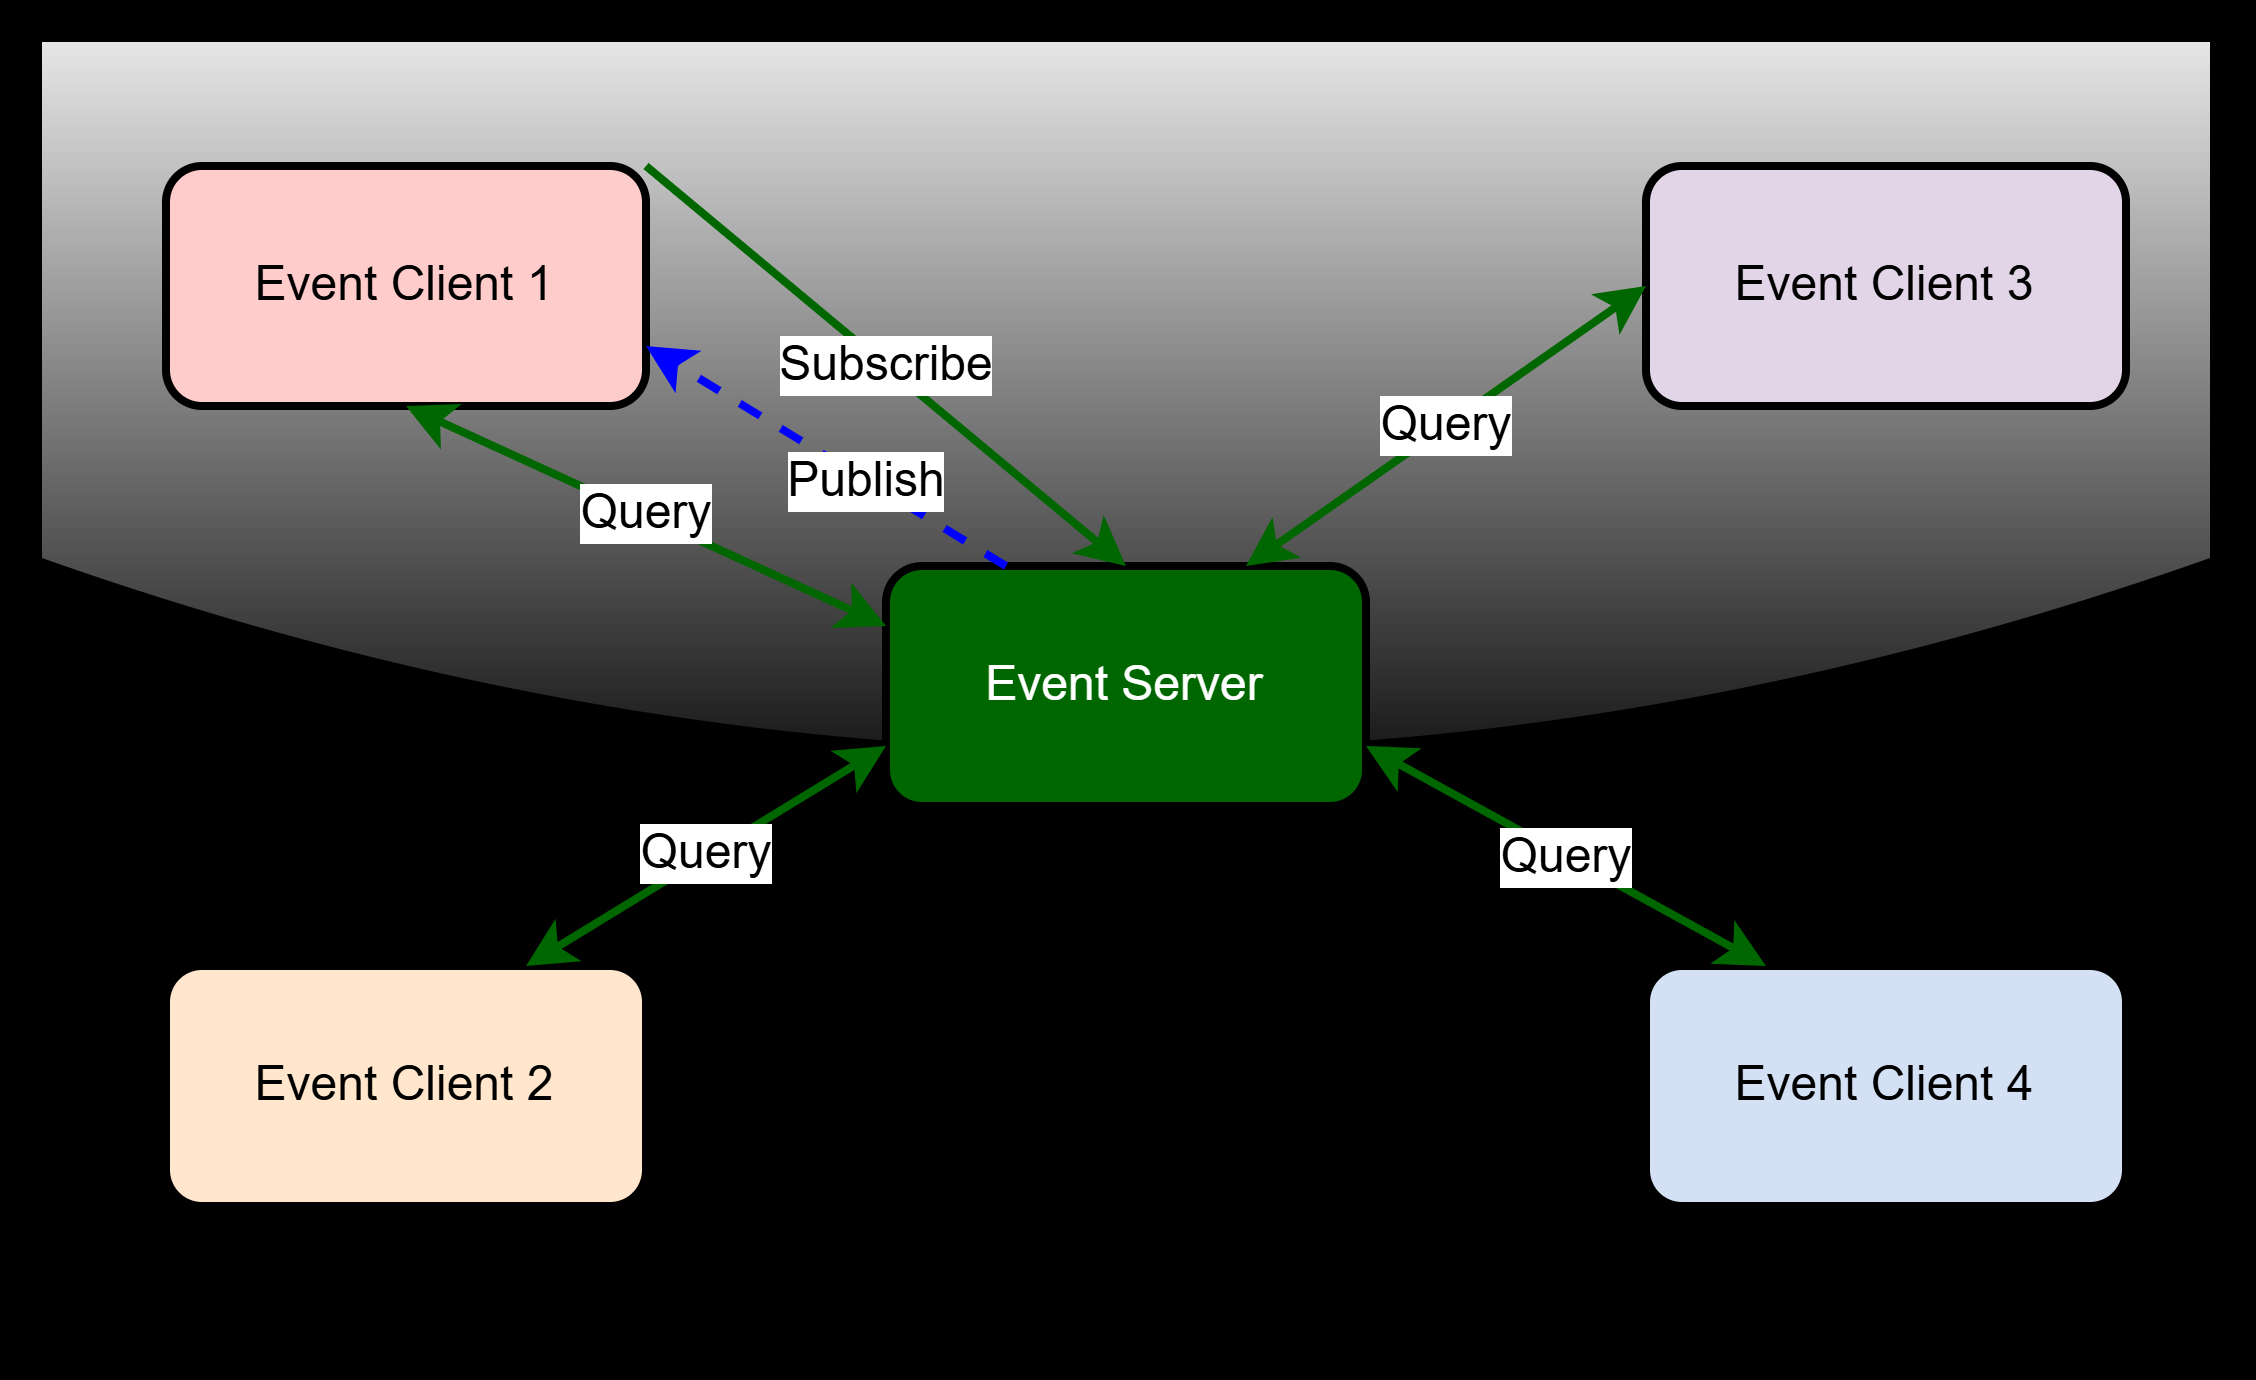 Event Client 1
Event Client 3
Subscribe
Query
Publish
Query
Event Server
Query
Query
Event Client 2
Event Client 4